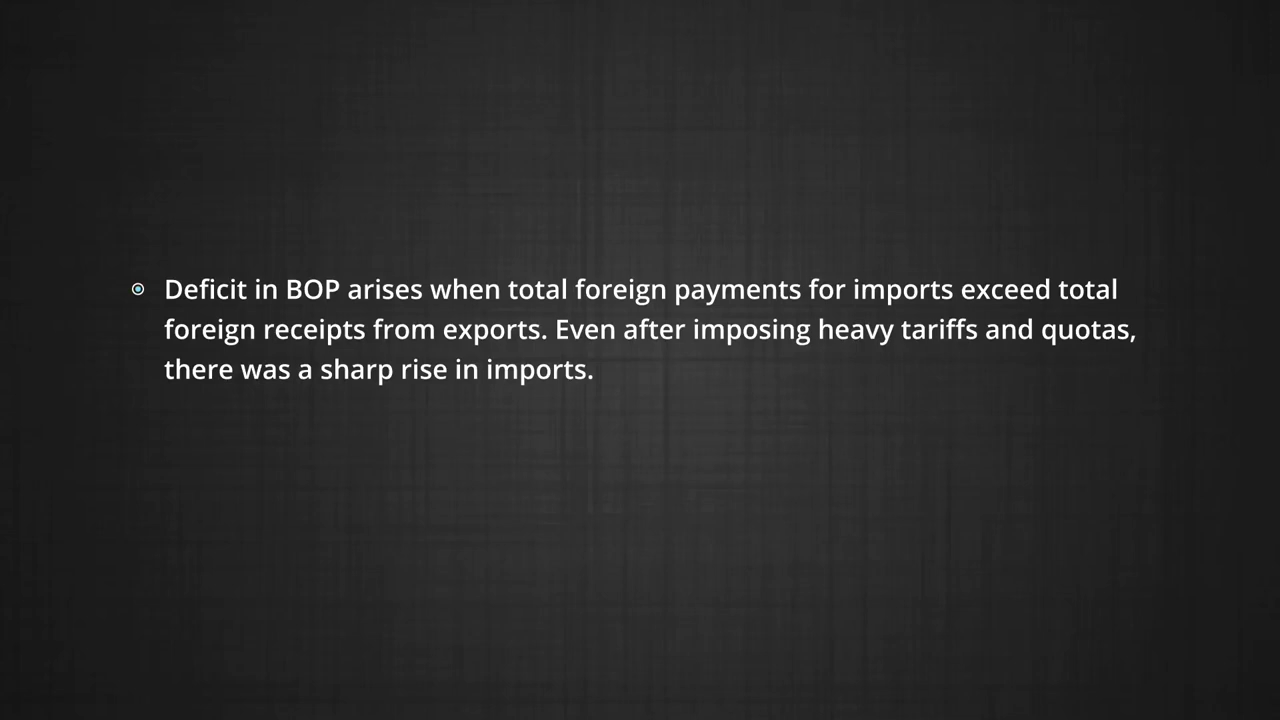 Deficit in BOP arises when total foreign payments for imports exceed total
foreign receipts from exports. Even after imposing heavy tariffs and quotas,
there was a sharp rise in imports.